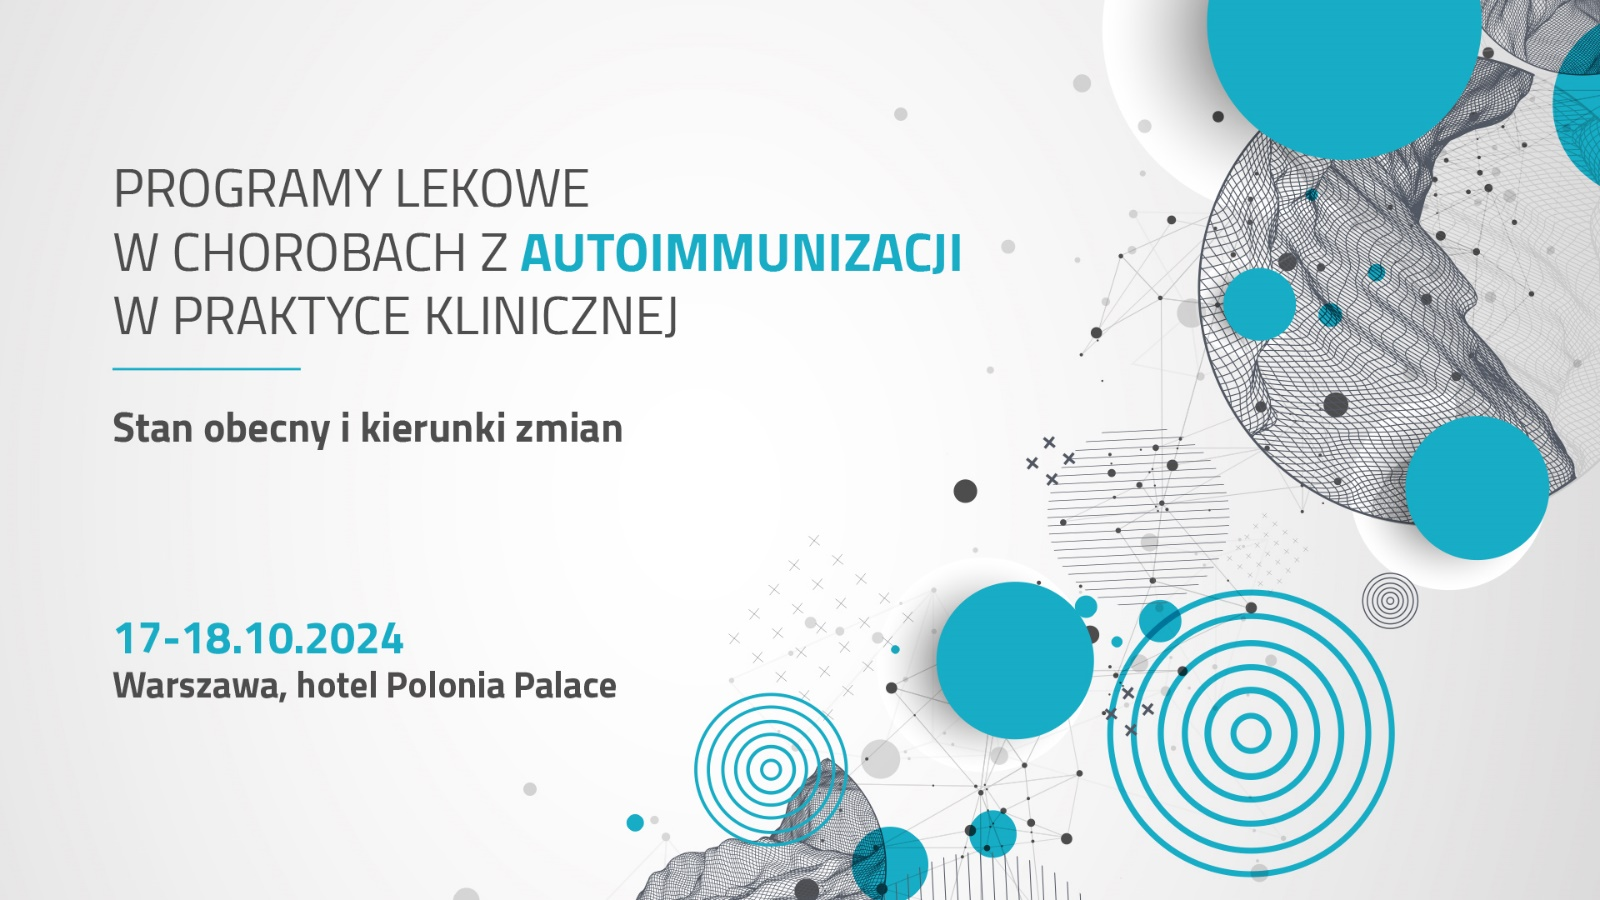 PROGRAMY LEKOWE
W CHOROBACH Z AUTOIMMUNIZACJI
W PRAKTYCE KLINICZNEJ
Stan obecny i kierunki zmian
17-18.10.2024
Warszawa, hotel Polonia Palace